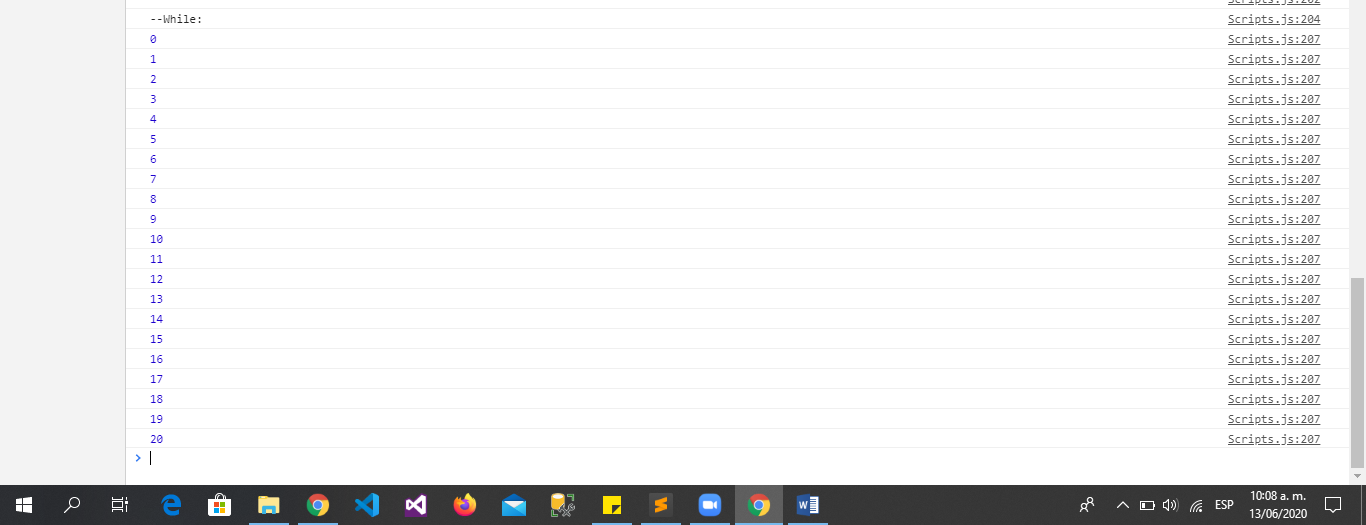 Scripts.js:202
--While: Scripts.js:204
0 Scripts.js:207
1 Scripts.js:207
2 Scripts.js:207
3 Scripts.js:207
4 Scripts.js:207
5 Scripts.js:207
6 Scripts.js:207
7 Scripts.js:207
8 Scripts.js:207
9 Scripts.js:207
10 Scripts.js:207
11 Scripts.js:207
12 Scripts.js:207
13 Scripts.js:207
14 Scripts.js:207
15 Scripts.js:207
16 Scripts.js:207
17 Scripts.js:207
18 Scripts.js:207
19 Scripts.js:207
20 Scripts.js:207
>
ESP 10:08 a. m.
13/06/2020